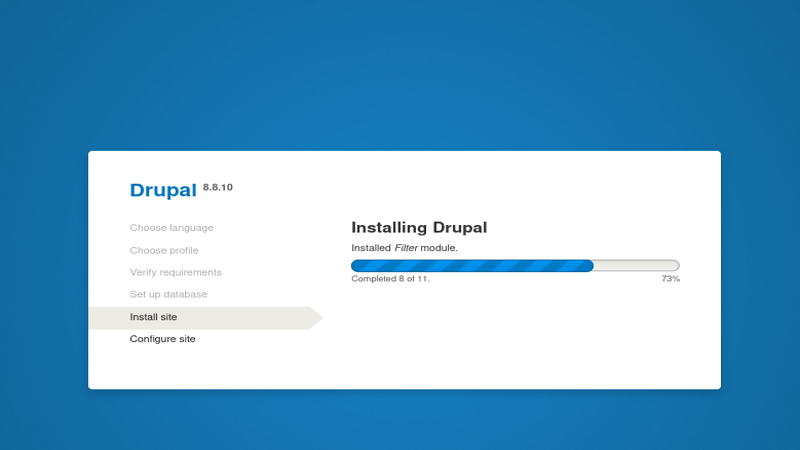 Drupal 8.8.10
Choose language
Choose profile
Verify requirements
Set up database
Install site
Configure site
Installing Drupal
Installed Filter module.
Completed 8 of 11.
73%